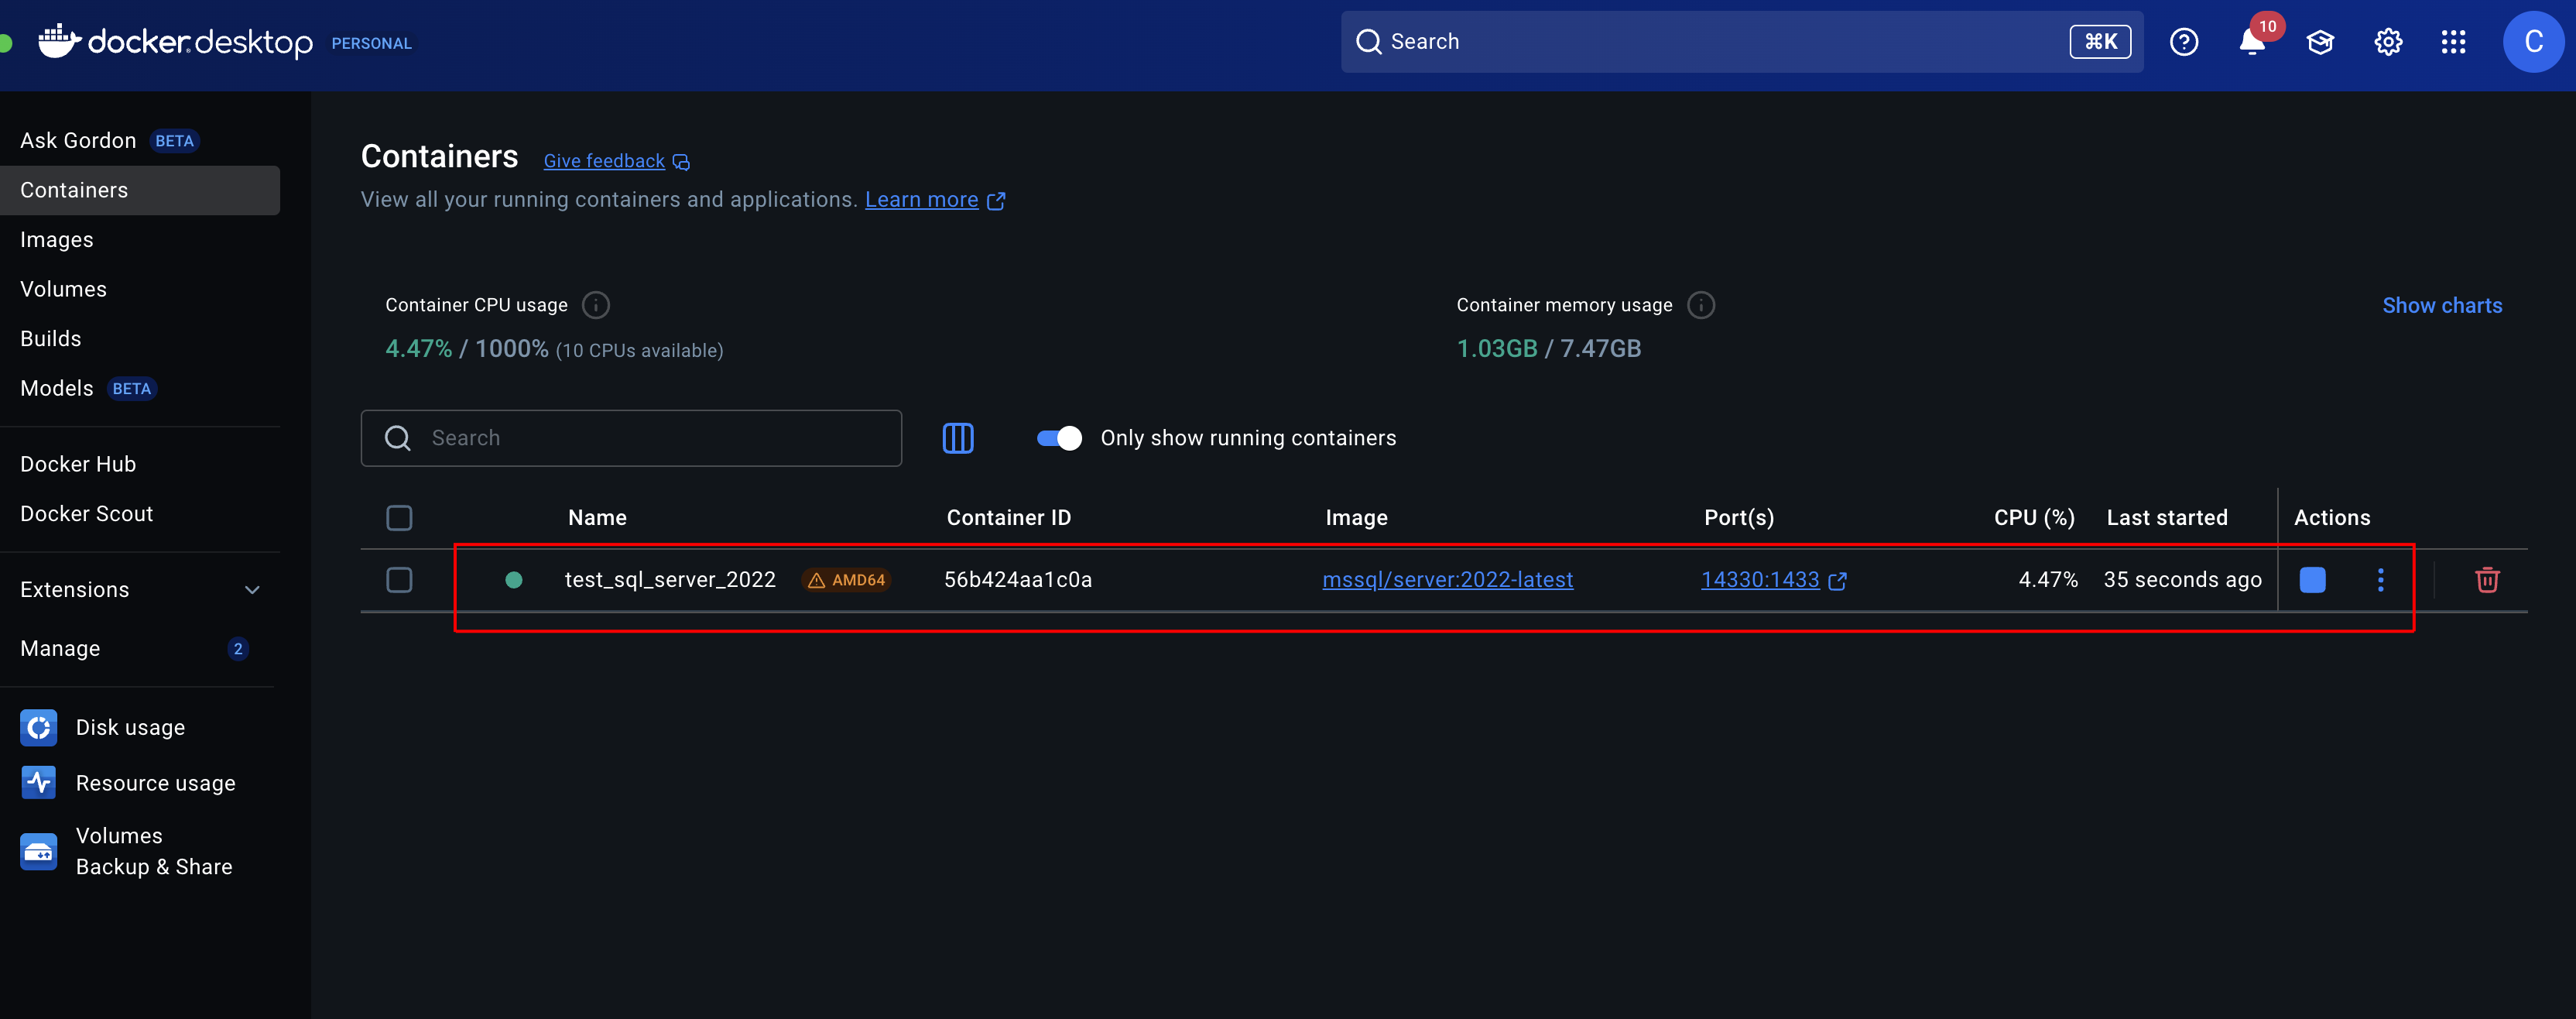 docker.desktop PERSONAL
Search ⌘K
10
C
Ask Gordon BETA
Containers
Images
Volumes
Builds
Models BETA
Docker Hub
Docker Scout
Extensions
Manage 2
Disk usage
Resource usage
Volumes
Backup & Share
Containers Give feedback
View all your running containers and applications. Learn more
Container CPU usage
4.47% / 1000% (10 CPUs available)
Container memory usage
1.03GB / 7.47GB
Show charts
Search
Only show running containers
Name Container ID Image Port(s) CPU (%) Last started Actions
test_sql_server_2022 AMD64 56b424aa1c0a mssql/server:2022-latest 14330:1433 4.47% 35 seconds ago